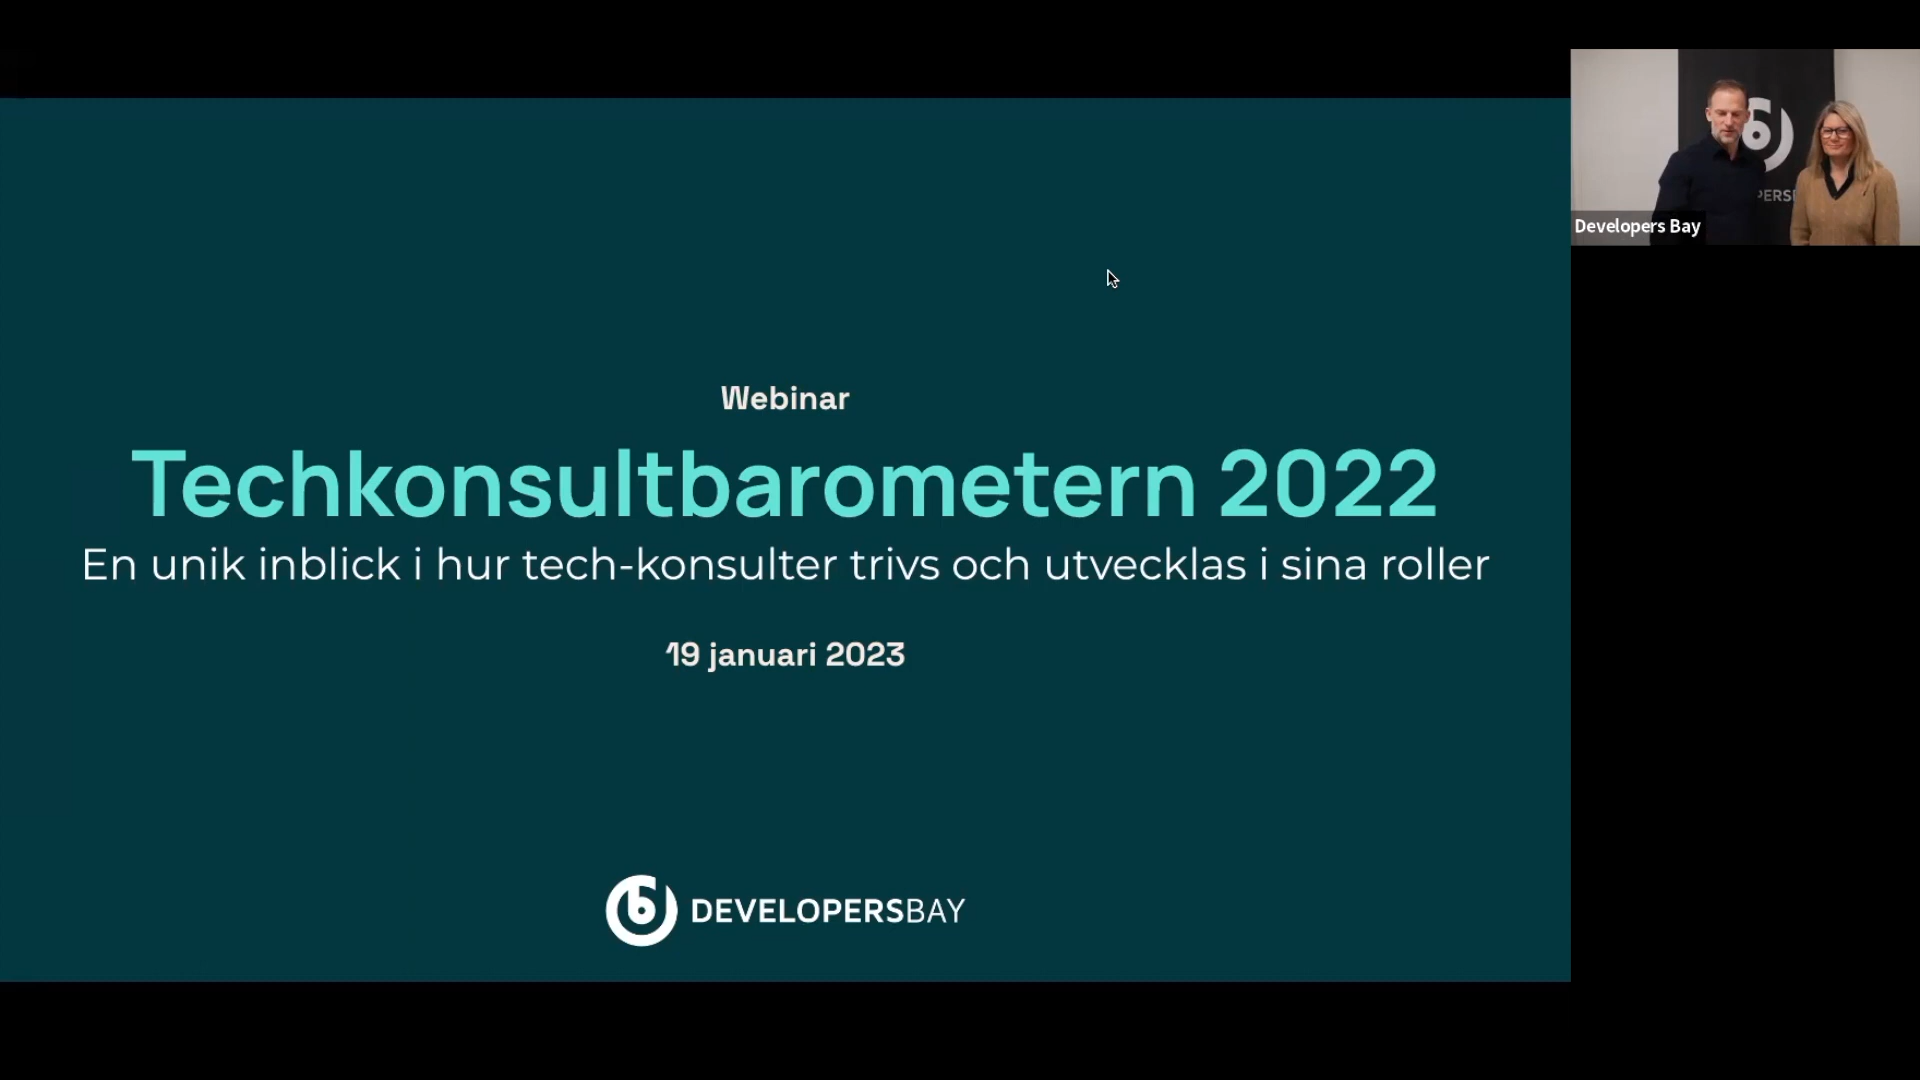 Webinar
Techkonsultbarometern 2022
En unik inblick i hur tech-konsulter trivs och utvecklas i sina roller
19 januari 2023
DEVELOPERSBAY
PERS
Developers Bay